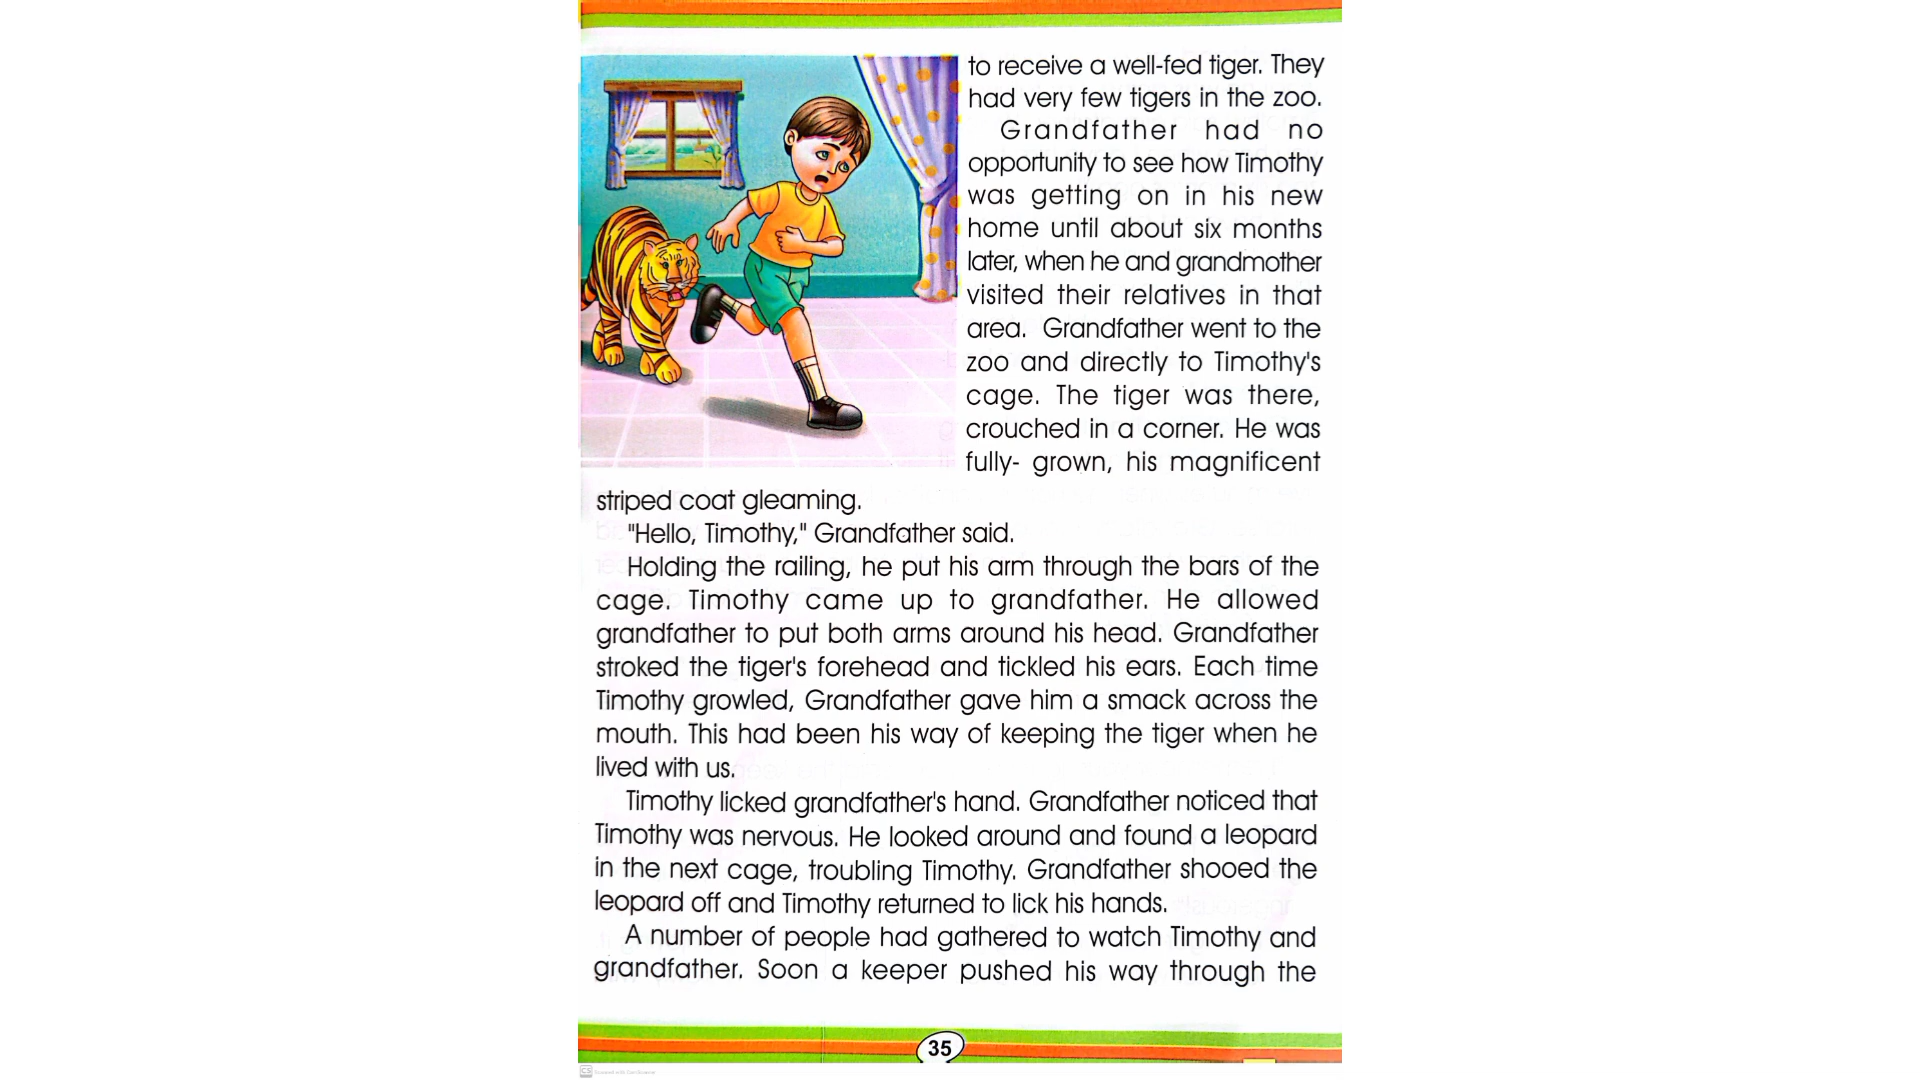 to receive a well-fed tiger. They
had very few tigers in the zoo.
Grandfather had no
opportunity to see how Timothy
was getting on in his new
home until about six months
later, when he and grandmother
visited their relatives in that
area. Grandfather went to the
zoo and directly to Timothy's
cage. The tiger was there,
crouched in a corner. He was
fully- grown, his magnificent
striped coat gleaming.
"Hello, Timothy," Grandfather said.
Holding the railing, he put his arm through the bars of the
cage. Timothy came up to grandfather. He allowed
grandfather to put both arms around his head. Grandfather
stroked the tiger's forehead and tickled his ears. Each time
Timothy growled, Grandfather gave him a smack across the
mouth. This had been his way of keeping the tiger when he
lived with us.
Timothy licked grandfather's hand. Grandfather noticed that
Timothy was nervous. He looked around and found a leopard
in the next cage, troubling Timothy. Grandfather shooed the
leopard off and Timothy returned to lick his hands.
A number of people had gathered to watch Timothy and
grandfather. Soon a keeper pushed his way through the
35
CS Scanned with CamScanner